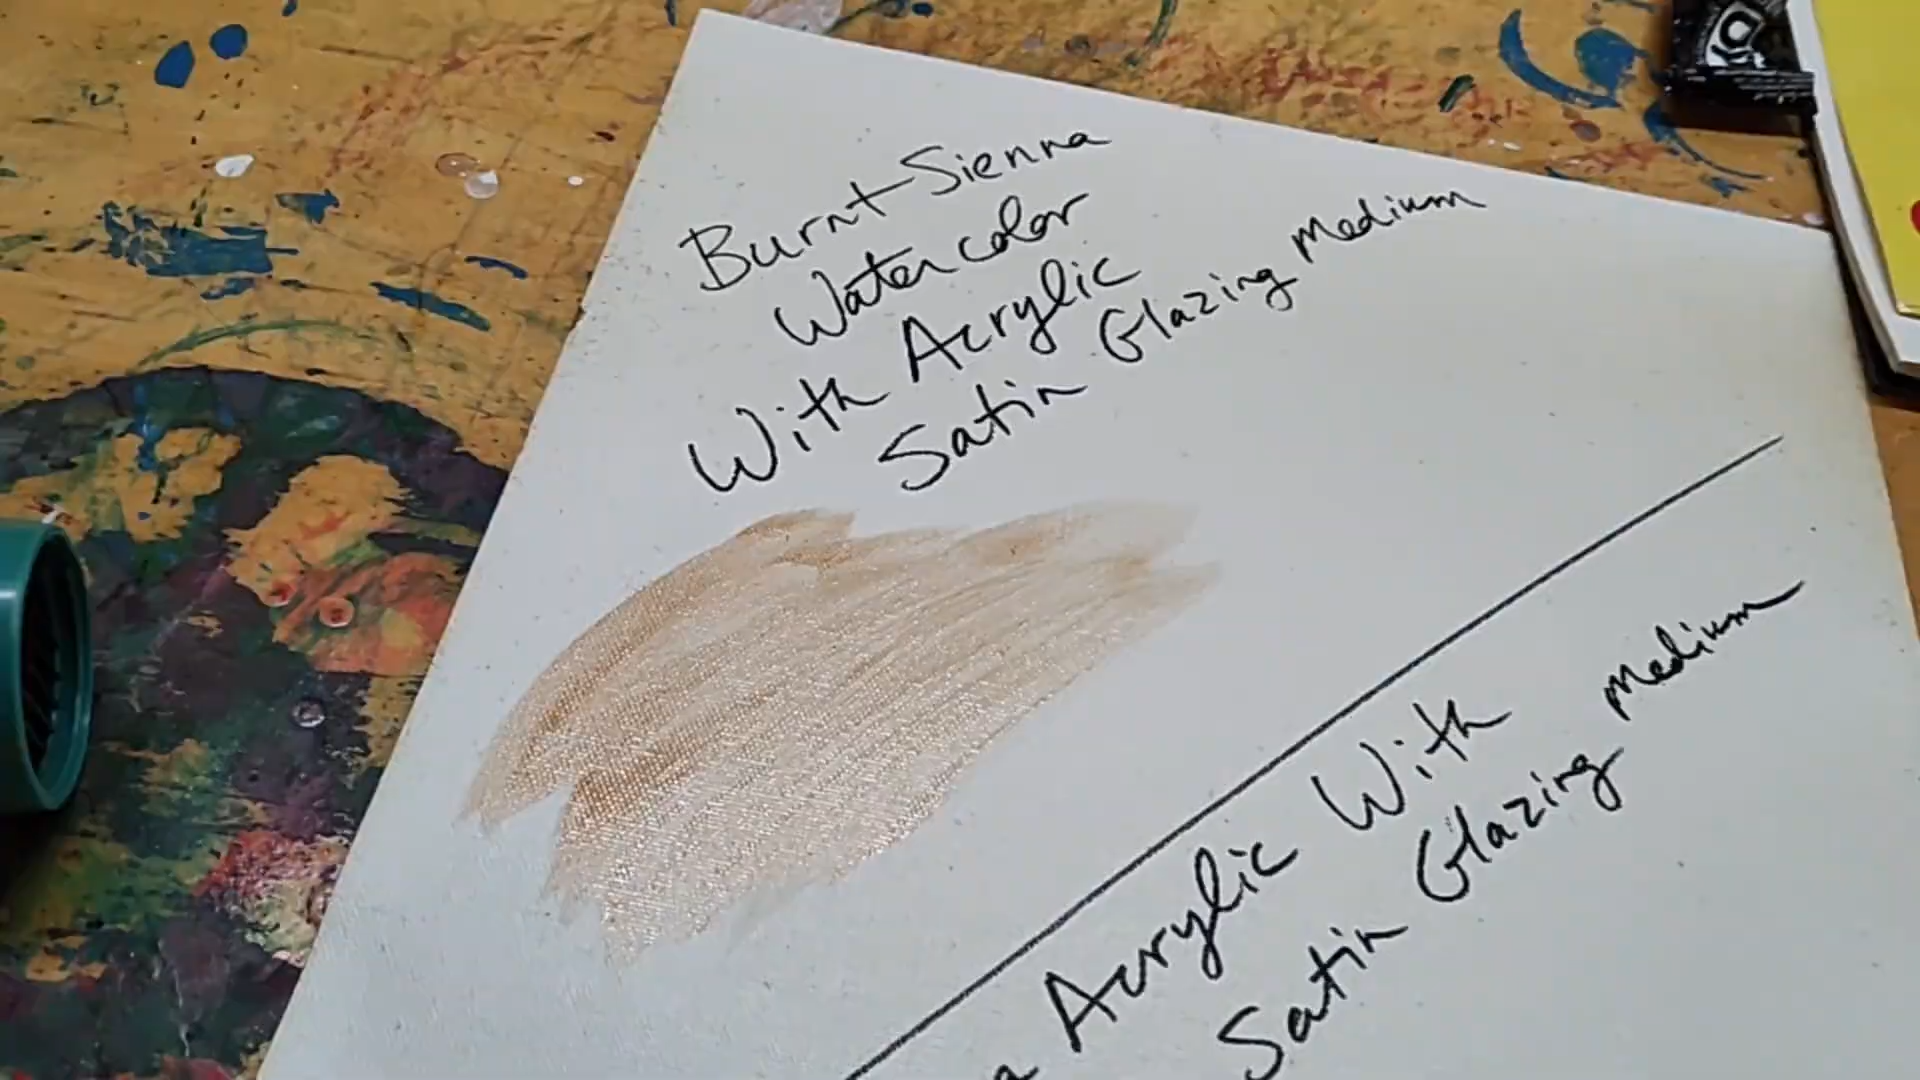 Burnt Sienna
Watercolor
With Acrylic
Satin Glazing Medium
Acrylic With
Satin Glazing Medium